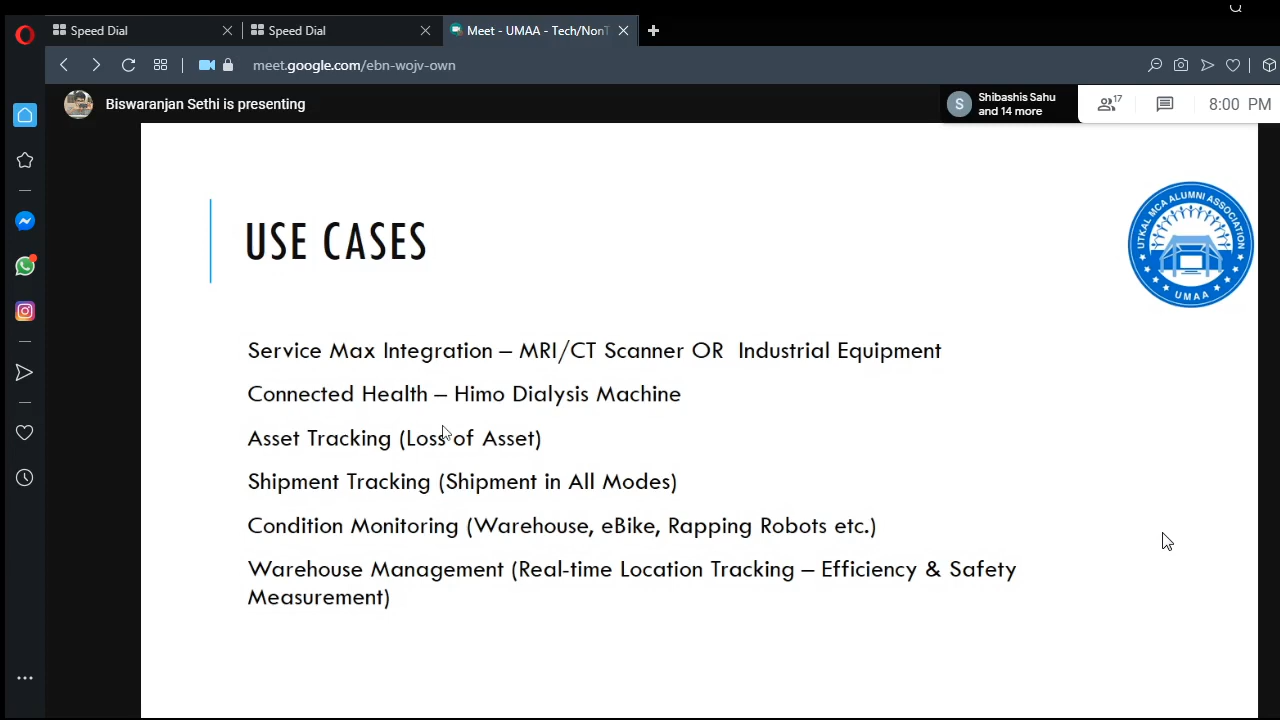 Speed Dial
Speed Dial
Meet - UMAA - Tech/NonT
meet.google.com/ebn-wojv-own
Biswaranjan Sethi is presenting
S
Shibashis Sahu
and 14 more
17
8:00 PM
USE CASES
UTKAL MCA ALUMNI ASSOCIATION
UMAA
Service Max Integration – MRI/CT Scanner OR Industrial Equipment
Connected Health – Himo Dialysis Machine
Asset Tracking (Loss of Asset)
Shipment Tracking (Shipment in All Modes)
Condition Monitoring (Warehouse, eBike, Rapping Robots etc.)
Warehouse Management (Real-time Location Tracking – Efficiency & Safety
Measurement)